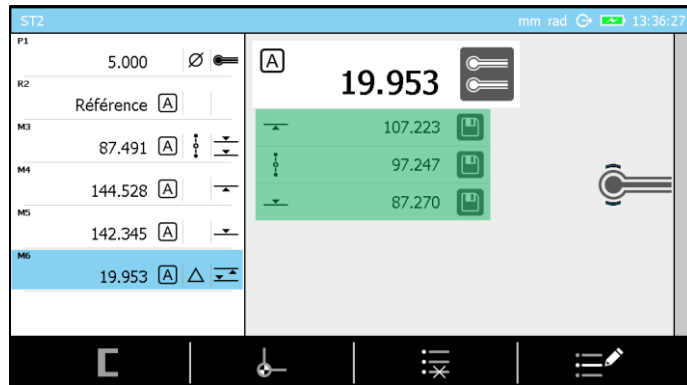 ST2 mm rad 13:36:27
P1
5.000
R2
Référence A
M3
87.491 A
M4
144.528 A
M5
142.345 A
M6
19.953 A
A
19.953
107.223
97.247
87.270